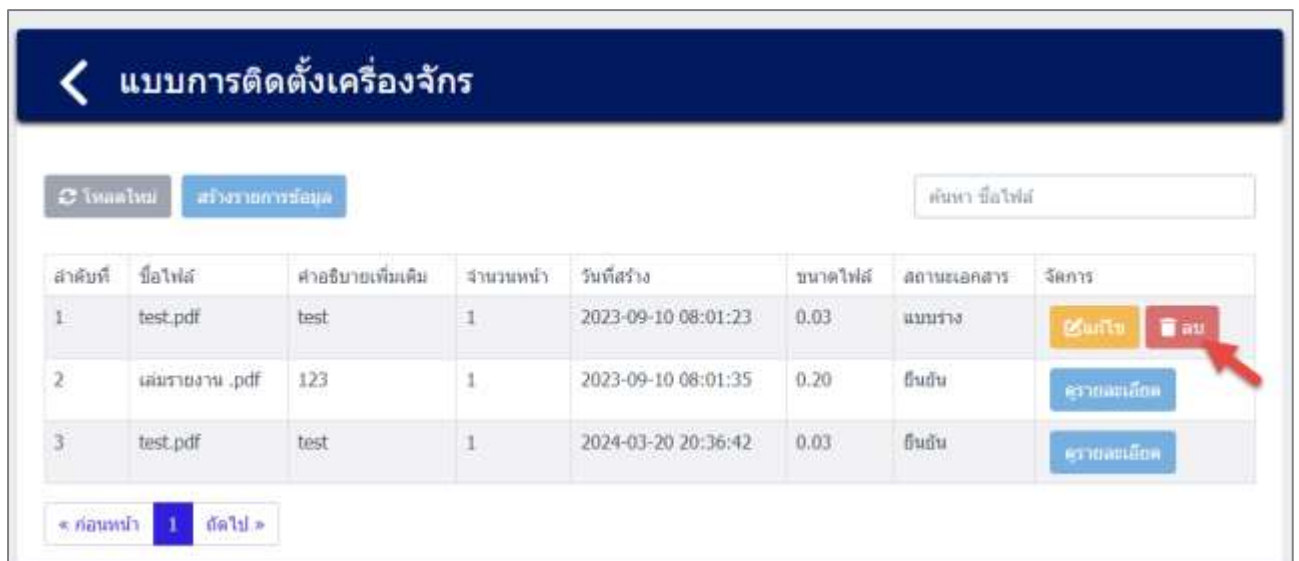 แบบการติดตั้งเครื่องจักร
โหลดใหม่ สร้างรายการข้อมูล ค้นหา ชื่อไฟล์
ลำดับที่ ชื่อไฟล์ คำอธิบายเพิ่มเติม จำนวนหน้า วันที่สร้าง ขนาดไฟล์ สถานะเอกสาร จัดการ
1 test.pdf test 1 2023-09-10 08:01:23 0.03 แบบร่าง แก้ไข ลบ
2 เล่มรายงาน .pdf 123 1 2023-09-10 08:01:35 0.20 ยืนยัน ดูรายละเอียด
3 test.pdf test 1 2024-03-20 20:36:42 0.03 ยืนยัน ดูรายละเอียด
« ก่อนหน้า 1 ถัดไป »